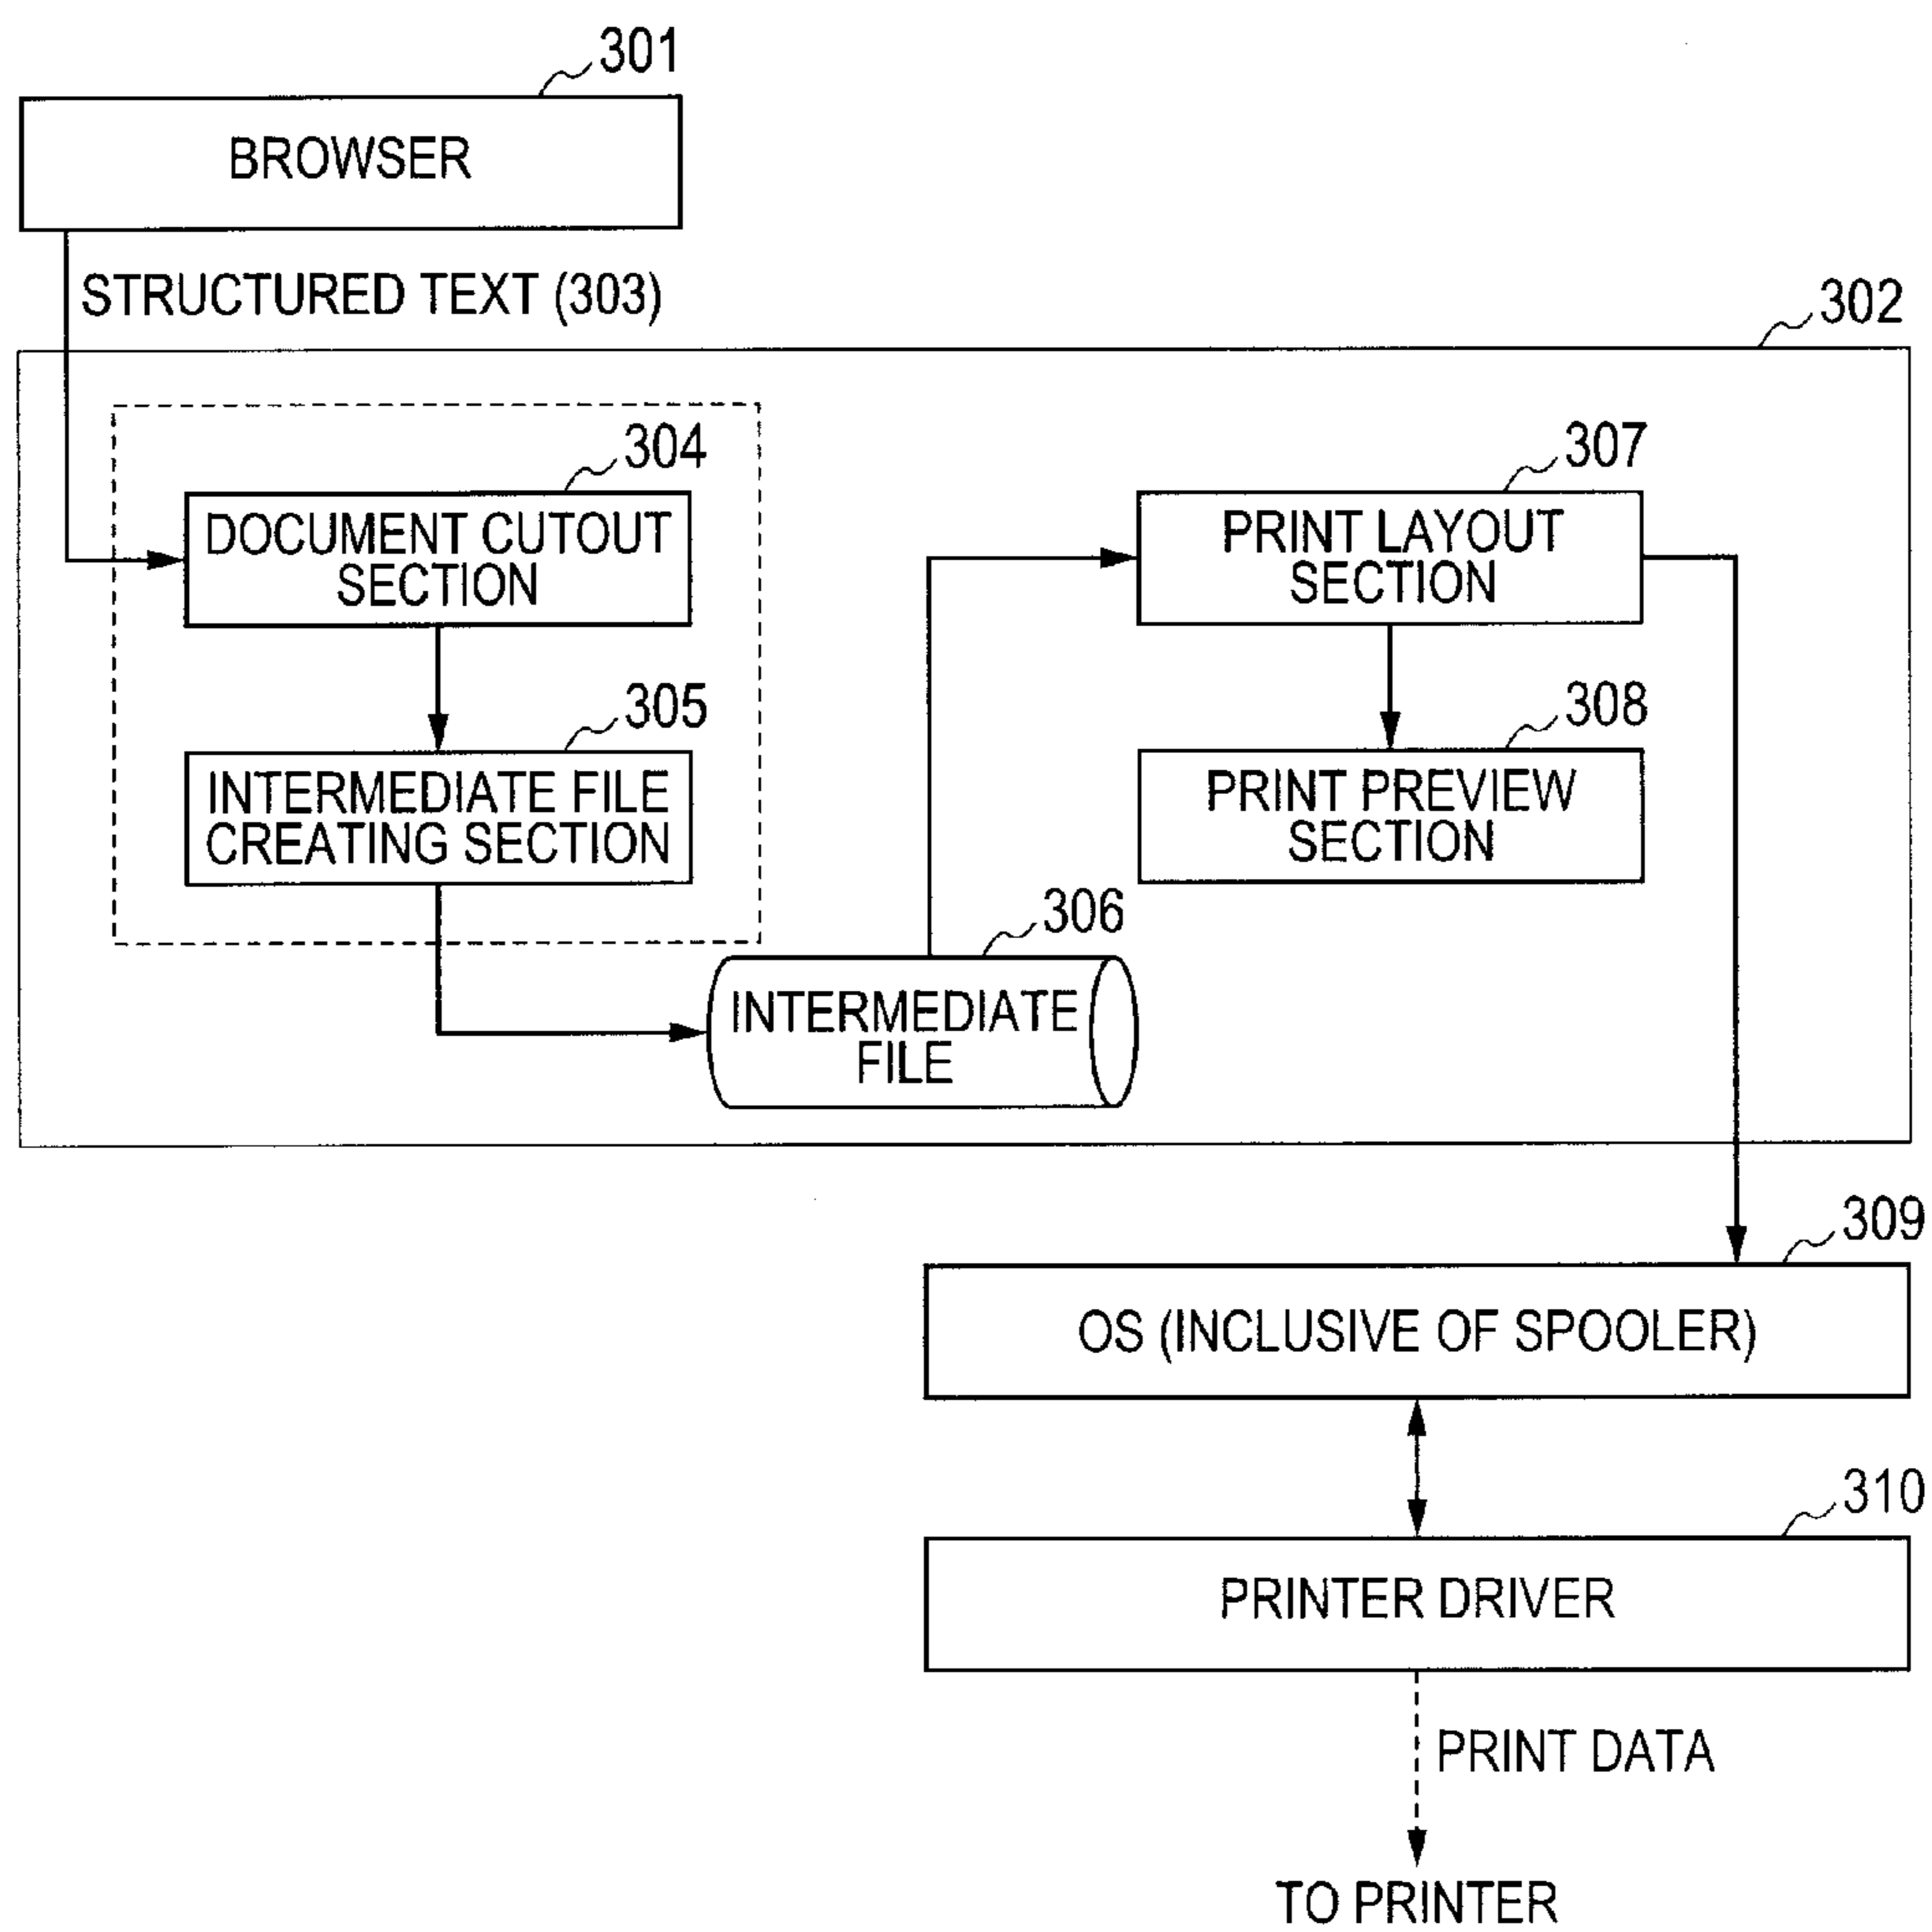 301
BROWSER
STRUCTURED TEXT (303)
302
304
DOCUMENT CUTOUT
SECTION
305
INTERMEDIATE FILE
CREATING SECTION
306
INTERMEDIATE
FILE
307
PRINT LAYOUT
SECTION
308
PRINT PREVIEW
SECTION
309
OS (INCLUSIVE OF SPOOLER)
310
PRINTER DRIVER
PRINT DATA
TO PRINTER